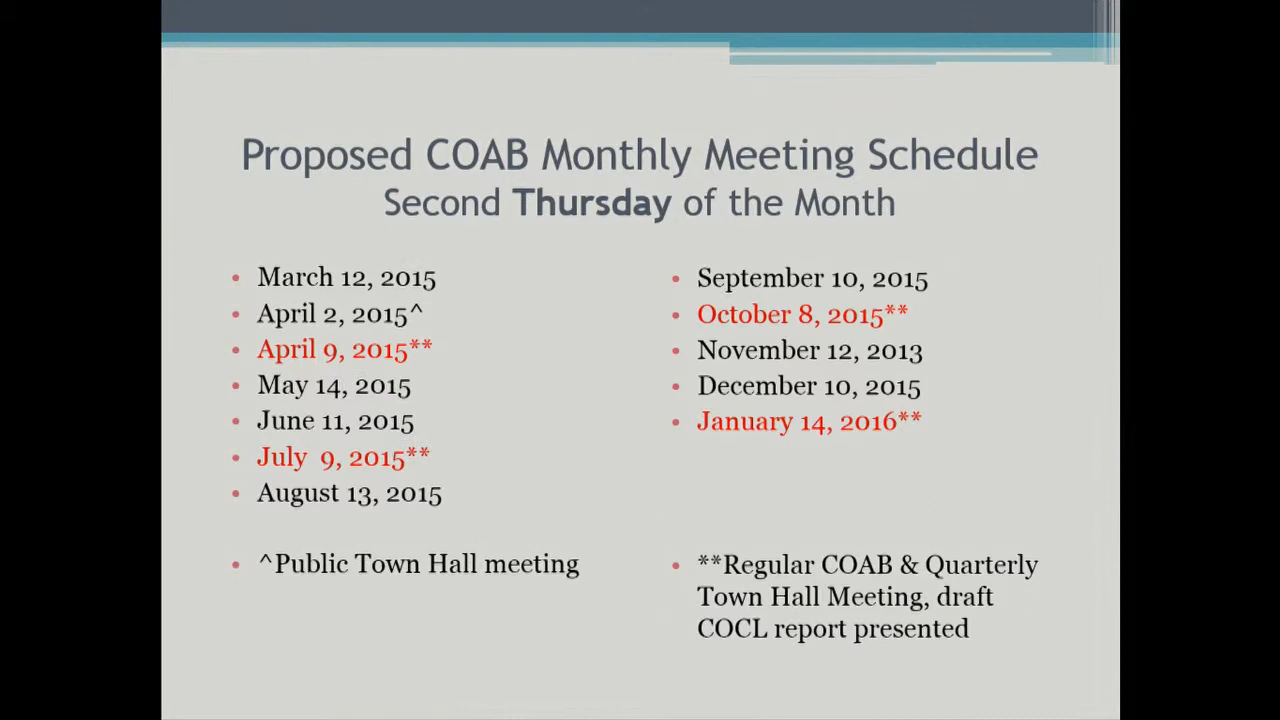 Proposed COAB Monthly Meeting Schedule
Second Thursday of the Month
• March 12, 2015
• April 2, 2015^
• April 9, 2015**
• May 14, 2015
• June 11, 2015
• July  9, 2015**
• August 13, 2015
• ^Public Town Hall meeting
• September 10, 2015
• October 8, 2015**
• November 12, 2013
• December 10, 2015
• January 14, 2016**
• **Regular COAB & Quarterly
Town Hall Meeting, draft
COCL report presented